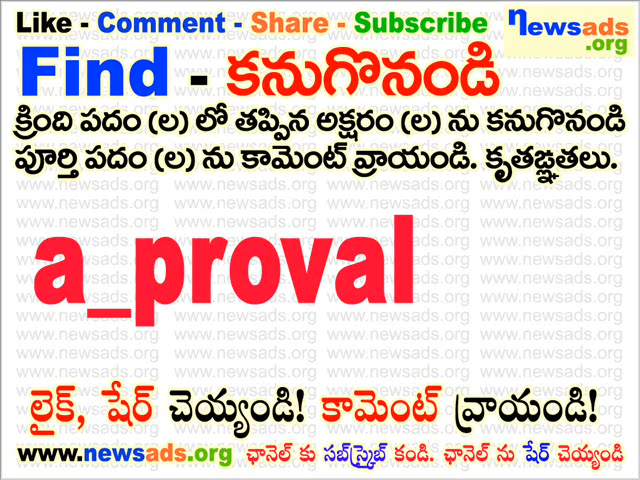 Like - Comment - Share - Subscribe
newsads
.org
Find - కనుగొనండి
క్రింది పదం (ల) లో తప్పిన అక్షరం (ల) ను కనుగొనండి
పూర్తి పదం (ల) ను కామెంట్ వ్రాయండి. కృతఙ్ఞతలు.
a_proval
లైక్, షేర్ చెయ్యండి! కామెంట్ వ్రాయండి!
www.newsads.org ఛానెల్ కు సబ్‌స్క్రైబ్ కండి. ఛానెల్ ను షేర్ చెయ్యండి